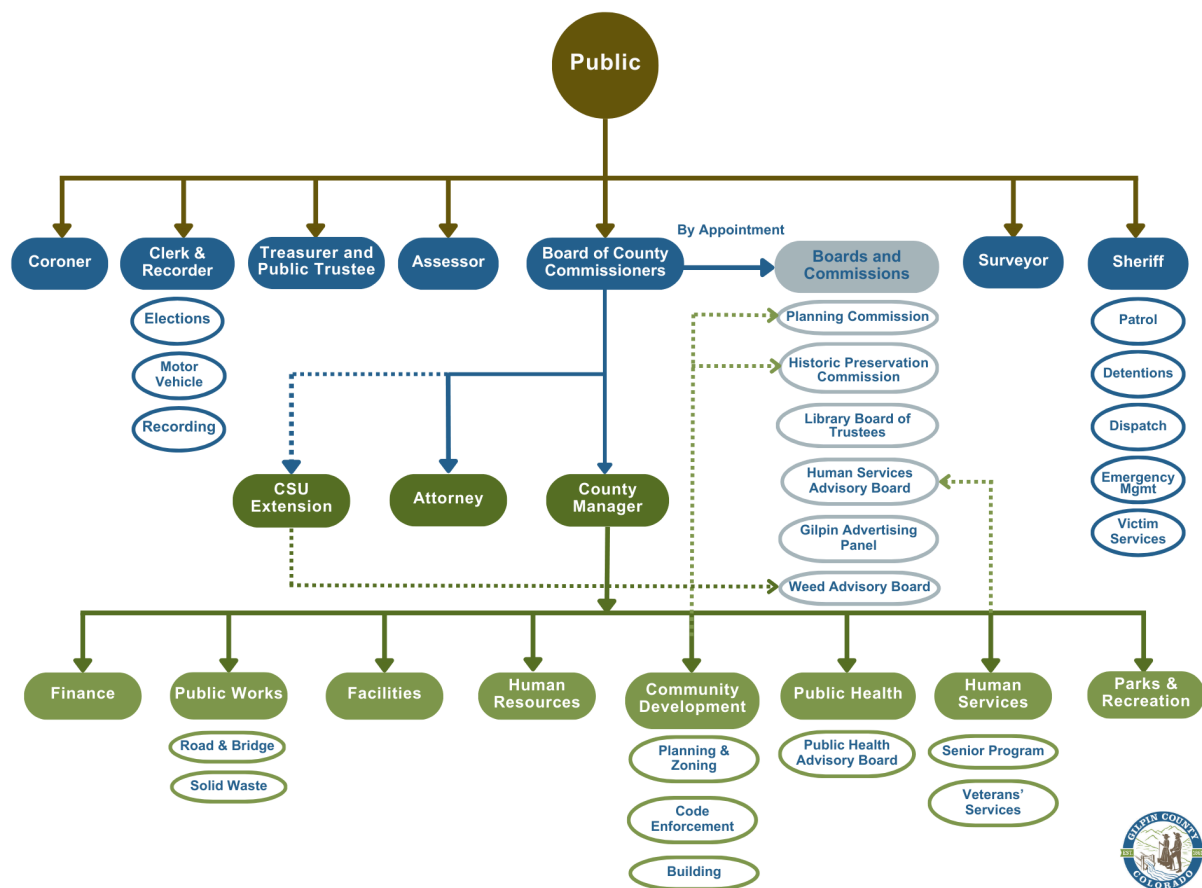 Public
By Appointment
Coroner
Clerk &
Recorder
Treasurer and
Public Trustee
Assessor
Board of County
Commissioners
Boards and
Commissions
Surveyor
Sheriff
Elections
Motor
Vehicle
Recording
Planning Commission
Historic Preservation
Commission
Library Board of
Trustees
Human Services
Advisory Board
Gilpin Advertising
Panel
Weed Advisory Board
Patrol
Detentions
Dispatch
Emergency
Mgmt
Victim
Services
CSU
Extension
Attorney
County
Manager
Finance
Public Works
Facilities
Human
Resources
Community
Development
Public Health
Human
Services
Parks &
Recreation
Road & Bridge
Solid Waste
Planning &
Zoning
Code
Enforcement
Building
Public Health
Advisory Board
Senior Program
Veterans’
Services
GILPIN COUNTY
COLORADO